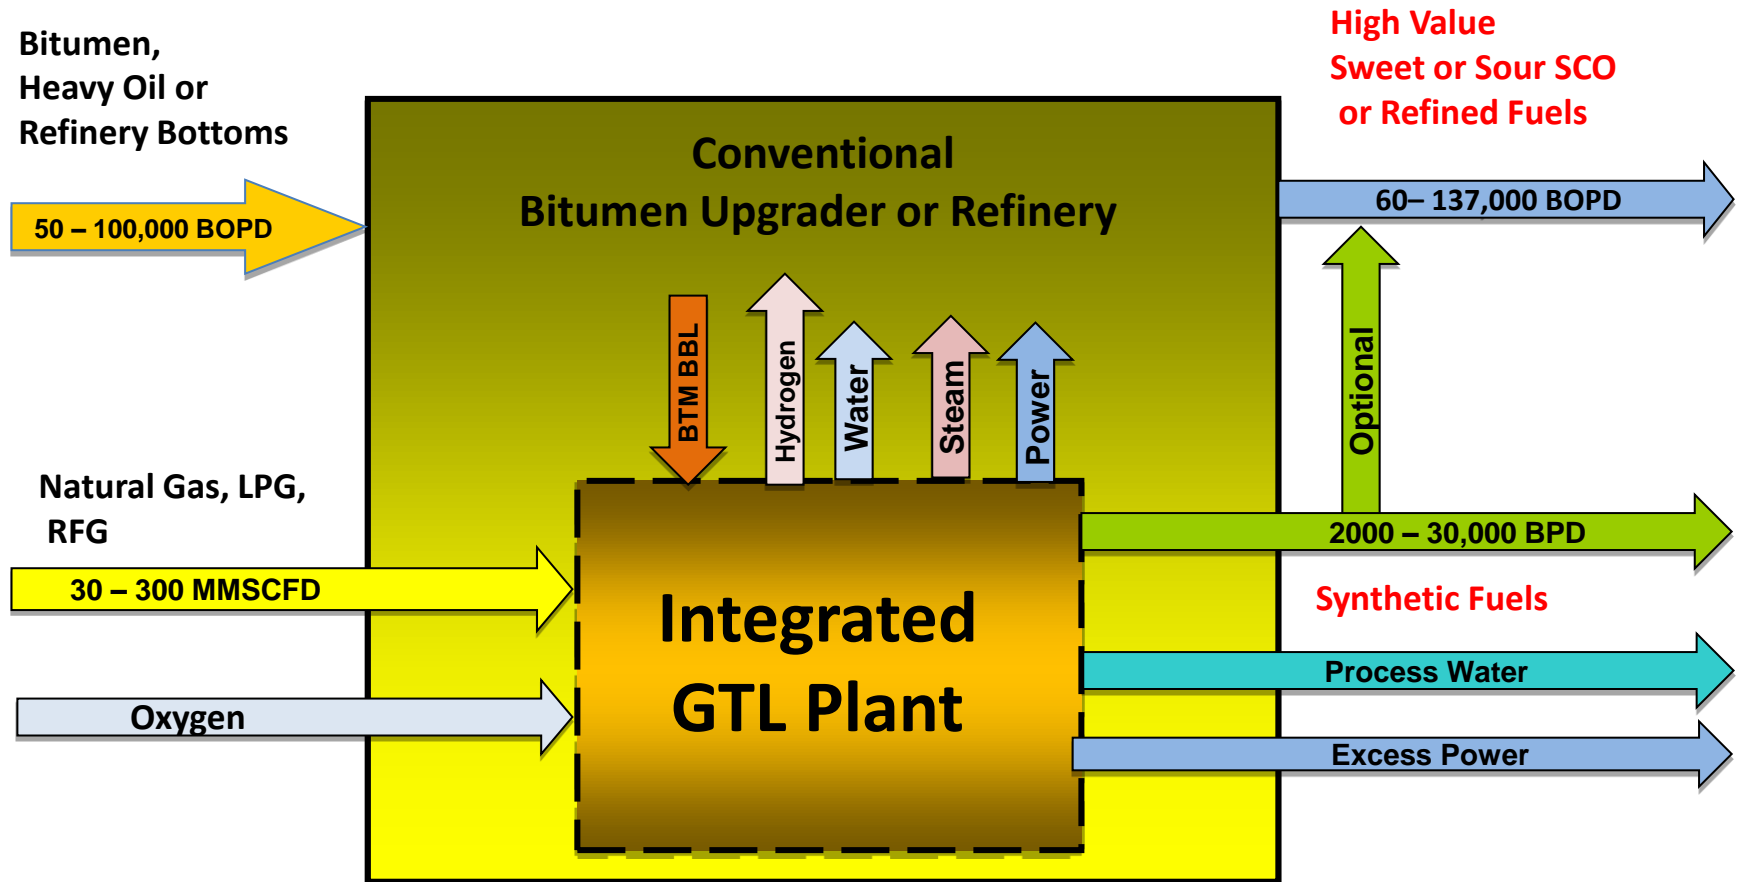 Bitumen,
Heavy Oil or
Refinery Bottoms
50 – 100,000 BOPD
High Value
Sweet or Sour SCO
or Refined Fuels
60– 137,000 BOPD
Conventional
Bitumen Upgrader or Refinery
BTM BBL
Hydrogen
Water
Steam
Power
Optional
Natural Gas, LPG,
RFG
30 – 300 MMSCFD
Oxygen
Integrated
GTL Plant
2000 – 30,000 BPD
Synthetic Fuels
Process Water
Excess Power